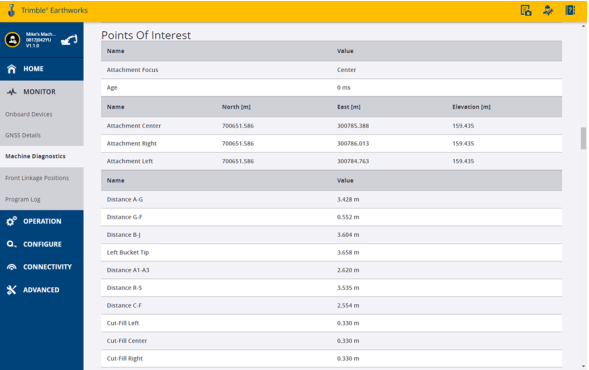 Trimble® Earthworks
Mike's Mach...
0817J042YU
V1.1.0
HOME
MONITOR
Onboard Devices
GNSS Details
Machine Diagnostics
Front Linkage Positions
Program Log
OPERATION
CONFIGURE
CONNECTIVITY
ADVANCED
Points Of Interest
Name Value
Attachment Focus Center
Age 0 ms
Name North [m] East [m] Elevation [m]
Attachment Center 700651.586 300785.388 159.435
Attachment Right 700651.586 300786.013 159.435
Attachment Left 700651.586 300784.763 159.435
Name Value
Distance A-G 3.428 m
Distance G-F 0.552 m
Distance B-J 3.604 m
Left Bucket Tip 3.658 m
Distance A1-A3 2.620 m
Distance R-S 3.535 m
Distance C-F 2.554 m
Cut-Fill Left 0.330 m
Cut-Fill Center 0.330 m
Cut-Fill Right 0.330 m